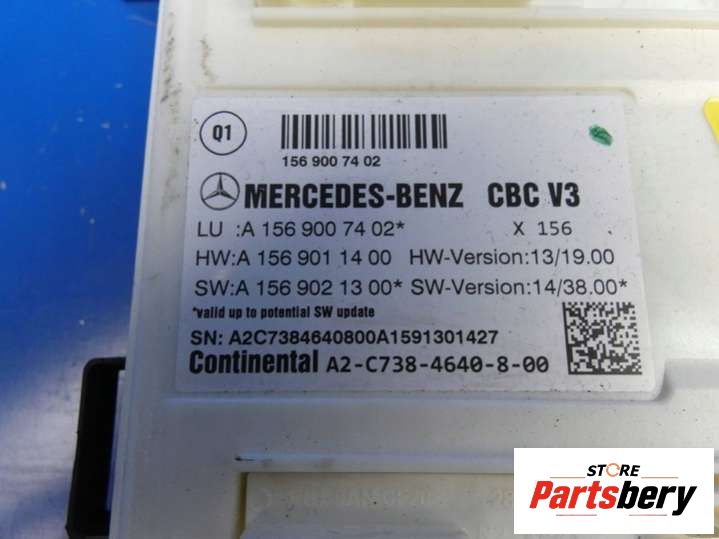 Q1
156 900 74 02
MERCEDES-BENZ CBC V3
LU :A 156 900 74 02* X 156
HW:A 156 901 14 00 HW-Version:13/19.00
SW:A 156 902 13 00* SW-Version:14/38.00*
*valid up to potential SW update
SN: A2C7384640800A1591301427
Continental A2-C738-4640-8-00
STORE
Partsbery